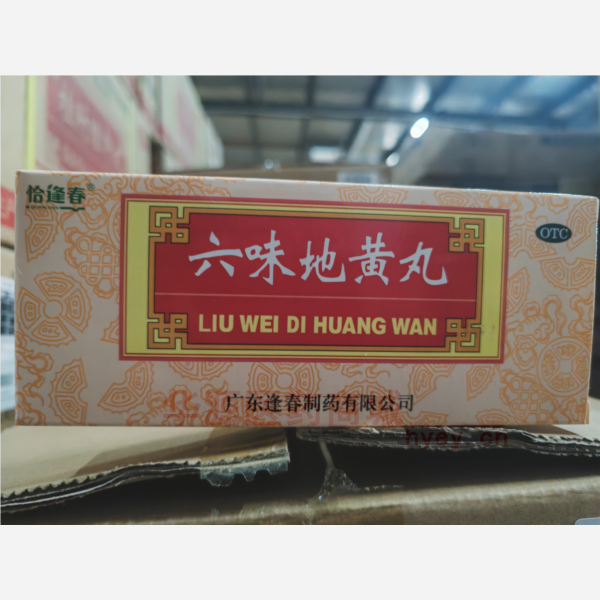 恰逢春®
OTC
六味地黄丸
LIU WEI DI HUANG WAN
广东逢春制药有限公司
hyey.cn